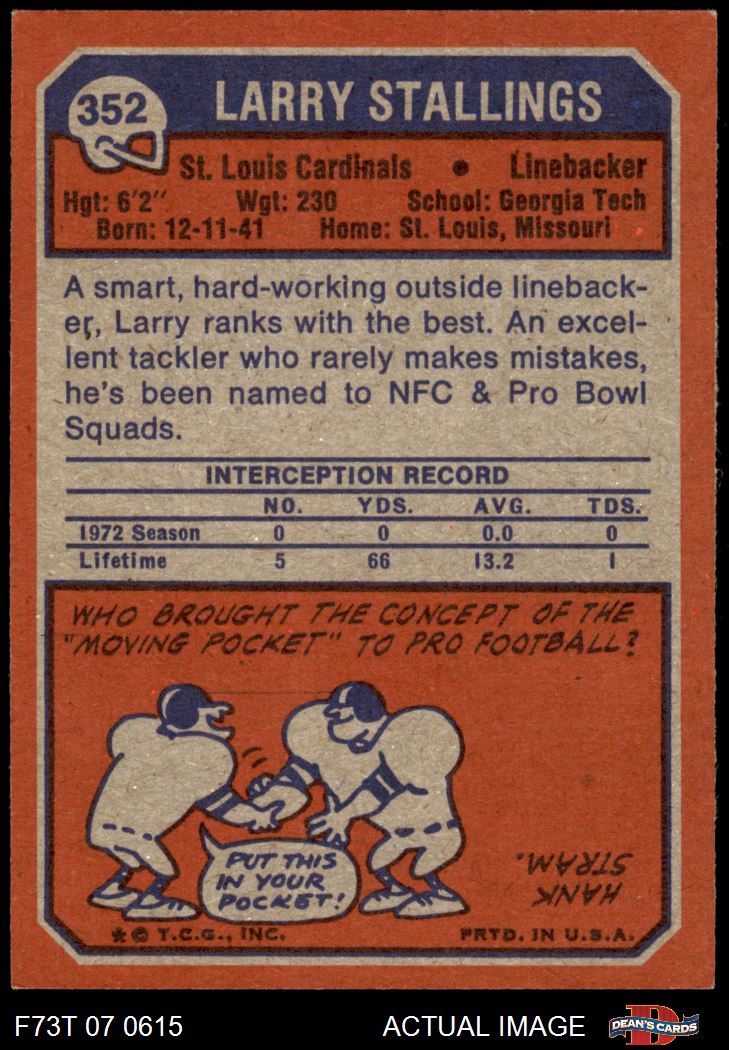 352
LARRY STALLINGS
St. Louis Cardinals • Linebacker
Hgt: 6'2" Wgt: 230 School: Georgia Tech
Born: 12-11-41 Home: St. Louis, Missouri
A smart, hard-working outside lineback-
er, Larry ranks with the best. An excel-
lent tackler who rarely makes mistakes,
he's been named to NFC & Pro Bowl
Squads.
INTERCEPTION RECORD
NO. YDS. AVG. TDS.
1972 Season 0 0 0.0 0
Lifetime 5 66 13.2 1
WHO BROUGHT THE CONCEPT OF THE
"MOVING POCKET" TO PRO FOOTBALL?
PUT THIS
IN YOUR
POCKET!
HANK
STRAM.
* © T.C.G., INC. PRTD. IN U.S.A.
F73T 07 0615 ACTUAL IMAGE
D
DEAN'S CARDS